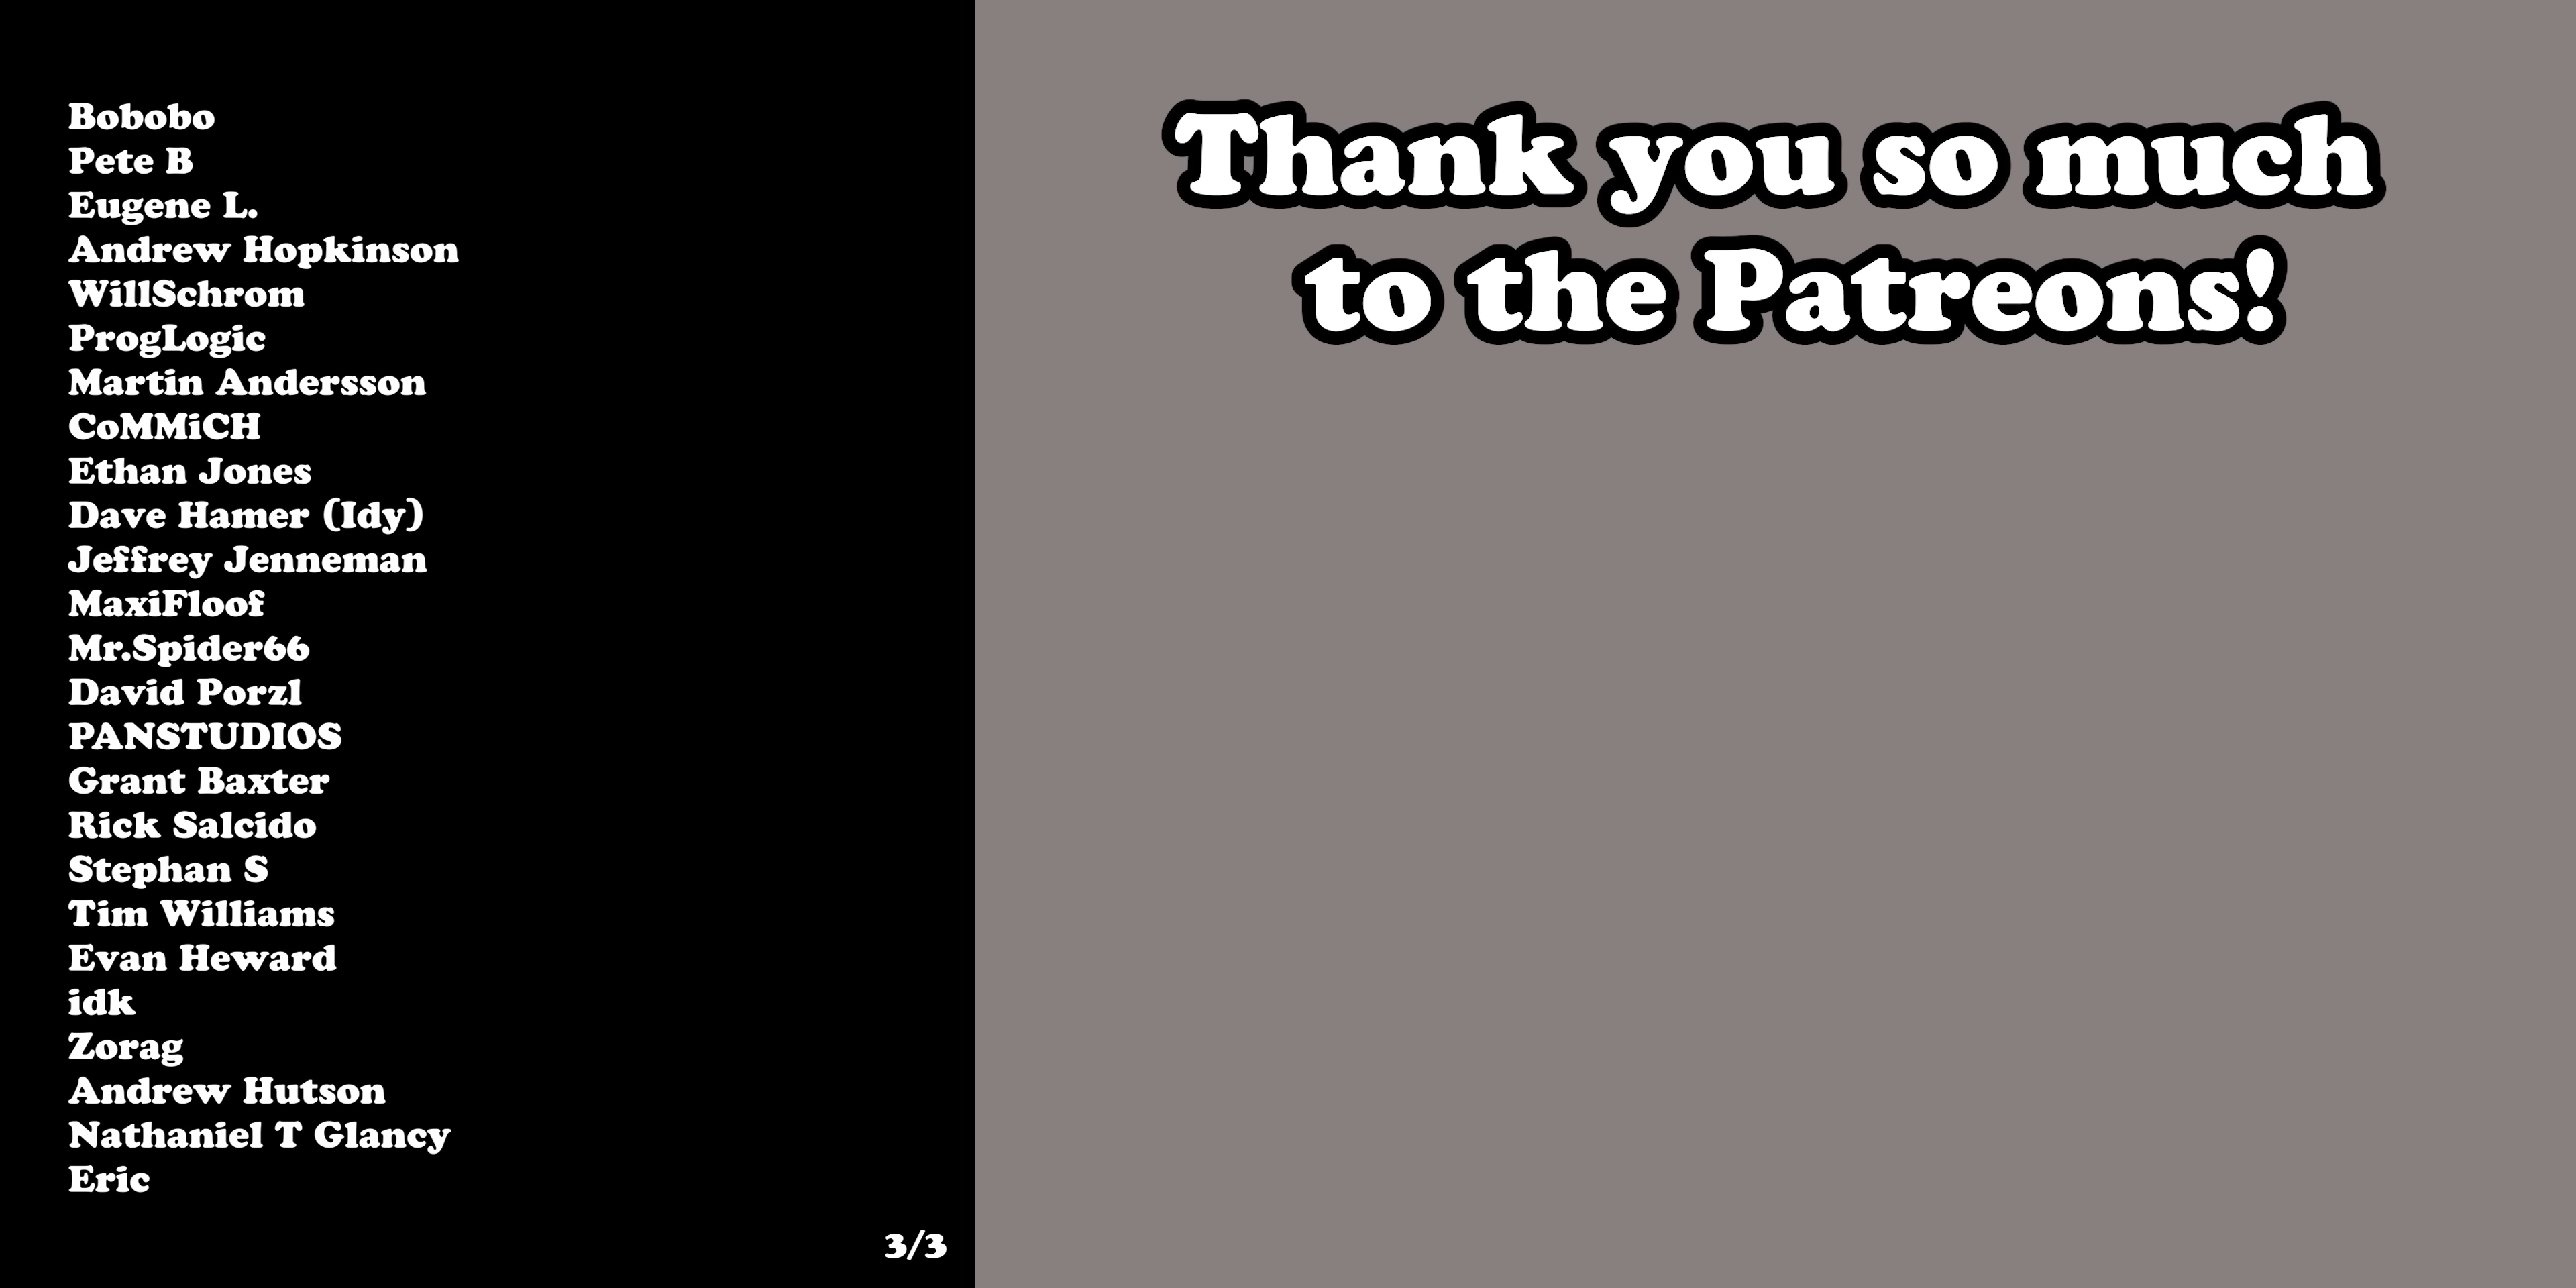 Bobobo
Pete B
Eugene L.
Andrew Hopkinson
WillSchrom
ProgLogic
Martin Andersson
CoMMiCH
Ethan Jones
Dave Hamer (Idy)
Jeffrey Jenneman
MaxiFloof
Mr.Spider66
David Porzl
PANSTUDIOS
Grant Baxter
Rick Salcido
Stephan S
Tim Williams
Evan Heward
idk
Zorag
Andrew Hutson
Nathaniel T Glancy
Eric
3/3
Thank you so much
to the Patreons!